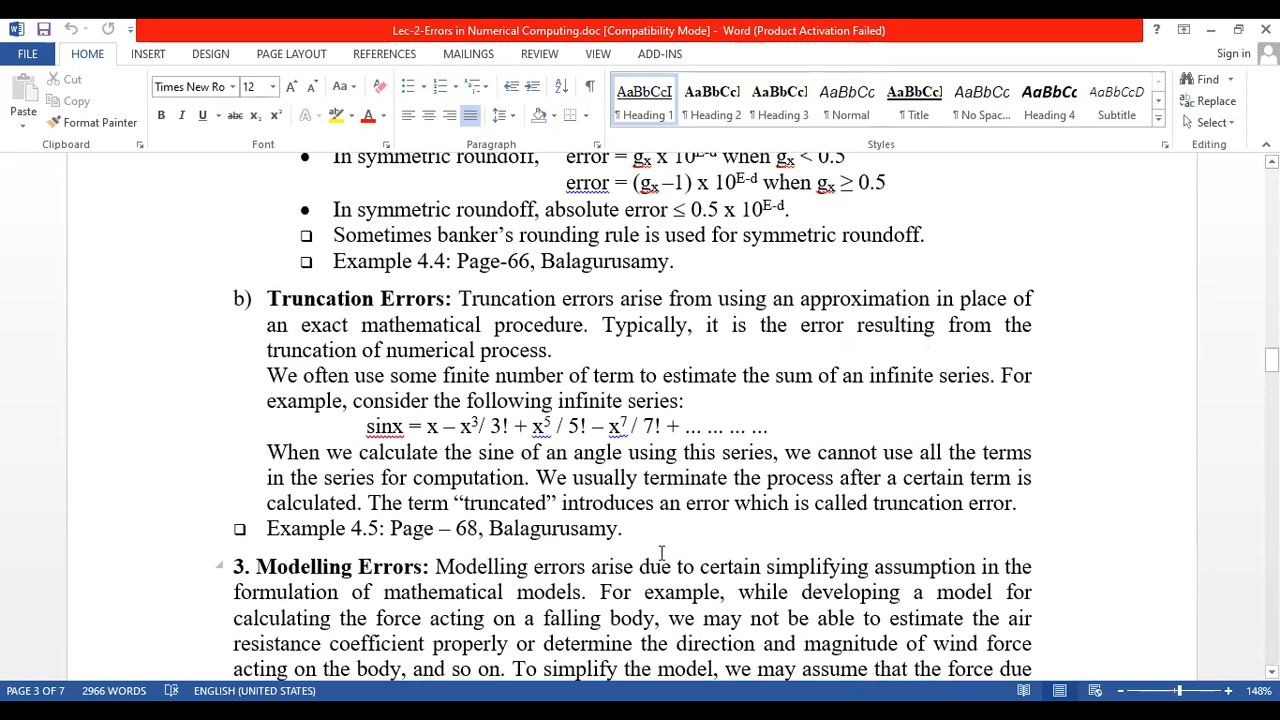 Lec-2-Errors in Numerical Computing.doc [Compatibility Mode] - Word (Product Activation Failed)
FILE HOME INSERT DESIGN PAGE LAYOUT REFERENCES MAILINGS REVIEW VIEW ADD-INS Sign in
Cut
Copy
Format Painter
Paste
Times New Ro 12
AaBbCcI AaBbCcl AaBbCcl AaBbCc AaBbCcl AaBbCc AaBbCc AaBbCcD
¶ Heading 1 ¶ Heading 2 ¶ Heading 3 ¶ Normal ¶ Title ¶ No Spac... Heading 4 Subtitle
Find
Replace
Select
Clipboard Font Paragraph Styles Editing
• In symmetric roundoff, error = gₓ x 10^E-d when gₓ < 0.5
error = (gₓ –1) x 10^E-d when gₓ ≥ 0.5
• In symmetric roundoff, absolute error ≤ 0.5 x 10^E-d.
❑ Sometimes banker's rounding rule is used for symmetric roundoff.
❑ Example 4.4: Page-66, Balagurusamy.
b) Truncation Errors: Truncation errors arise from using an approximation in place of
an exact mathematical procedure. Typically, it is the error resulting from the
truncation of numerical process.
We often use some finite number of term to estimate the sum of an infinite series. For
example, consider the following infinite series:
sinx = x – x³/ 3! + x⁵ / 5! – x⁷ / 7! + ... ... ... ...
When we calculate the sine of an angle using this series, we cannot use all the terms
in the series for computation. We usually terminate the process after a certain term is
calculated. The term “truncated” introduces an error which is called truncation error.
❑ Example 4.5: Page – 68, Balagurusamy.
3. Modelling Errors: Modelling errors arise due to certain simplifying assumption in the
formulation of mathematical models. For example, while developing a model for
calculating the force acting on a falling body, we may not be able to estimate the air
resistance coefficient properly or determine the direction and magnitude of wind force
acting on the body, and so on. To simplify the model, we may assume that the force due
PAGE 3 OF 7 2966 WORDS ENGLISH (UNITED STATES) 148%